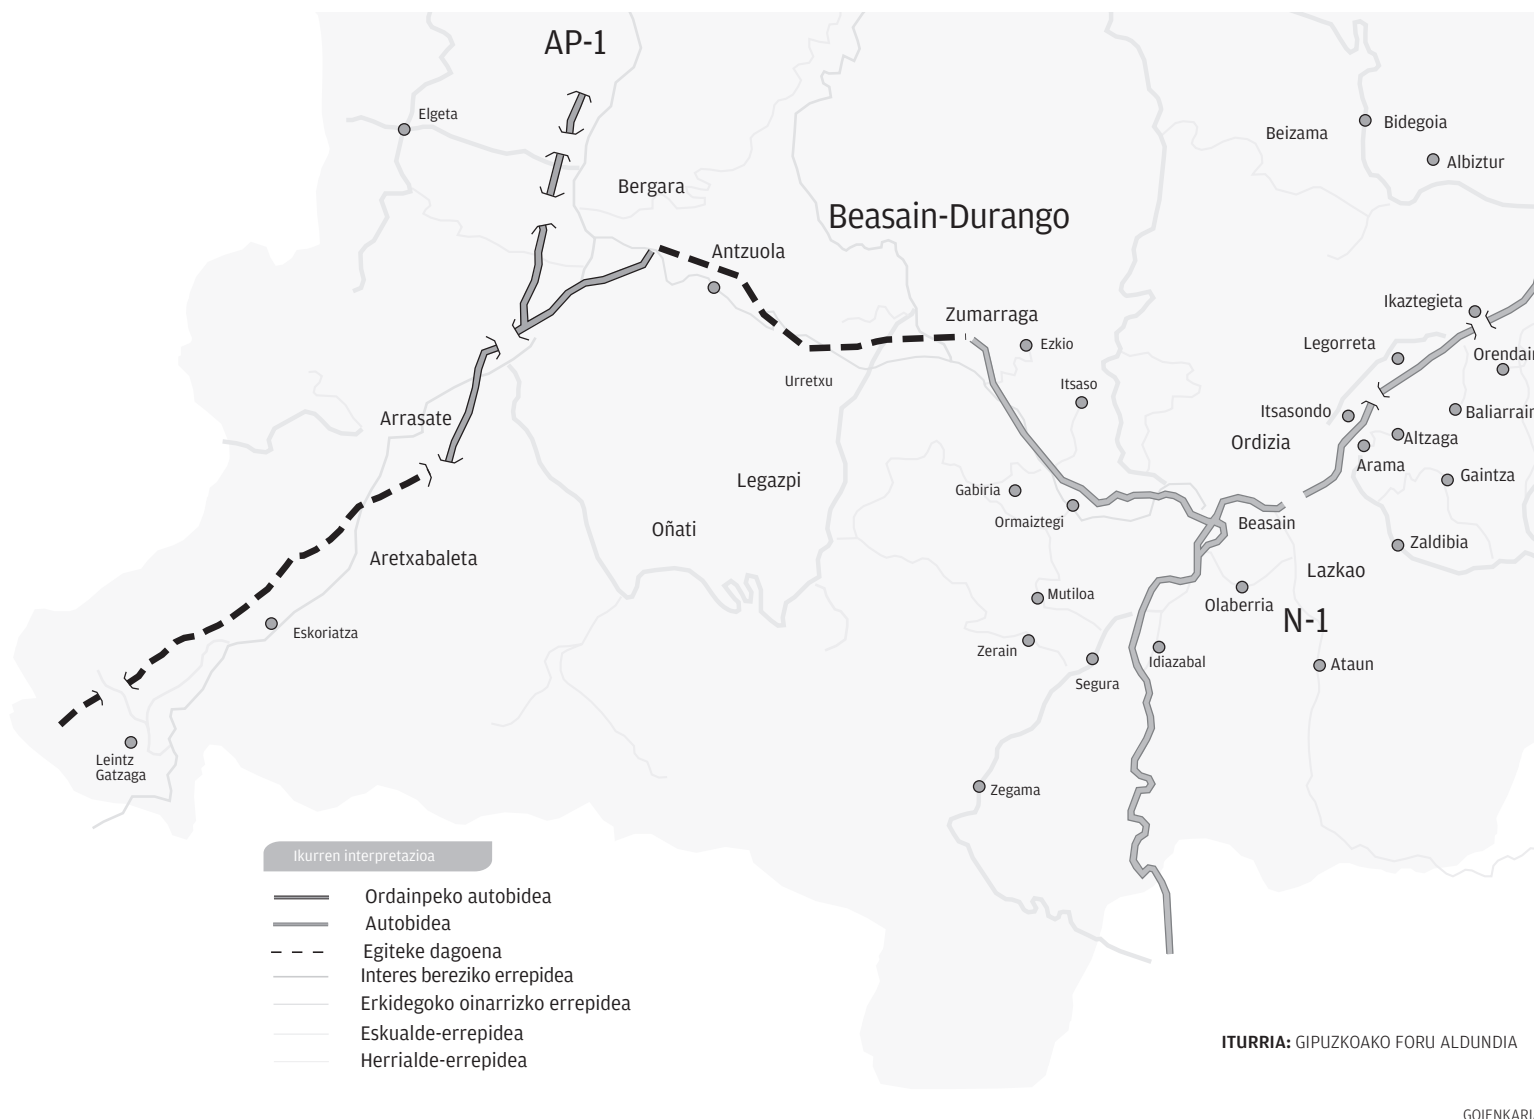 AP-1
Elgeta
Beizama
Bidegoia
Albiztur
Bergara
Beasain-Durango
Antzuola
Zumarraga
Ikaztegieta
Ezkio
Legorreta
Urretxu
Itsaso
Arrasate
Itsasondo
Altzaga
Ordizia
Arama
Gaintza
Legazpi
Gabiria
Ormaiztegi
Beasain
Oñati
Zaldibia
Aretxabaleta
Lazkao
Mutiloa
Olaberria
N-1
Eskoriatza
Zerain
Idiazabal
Ataun
Segura
Leintz
Gatzaga
Zegama
Ikurren interpretazioa
Ordainpeko autobidea
Autobidea
Egiteke dagoena
Interes bereziko errepidea
Erkidegoko oinarrizko errepidea
Eskualde-errepidea
Herrialde-errepidea
ITURRIA: GIPUZKOAKO FORU ALDUNDIA